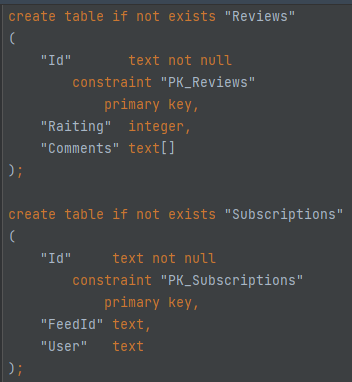 create table if not exists "Reviews"
(
    "Id"       text not null
        constraint "PK_Reviews"
            primary key,
    "Raiting"  integer,
    "Comments" text[]
);

create table if not exists "Subscriptions"
(
    "Id"     text not null
        constraint "PK_Subscriptions"
            primary key,
    "FeedId" text,
    "User"   text
);